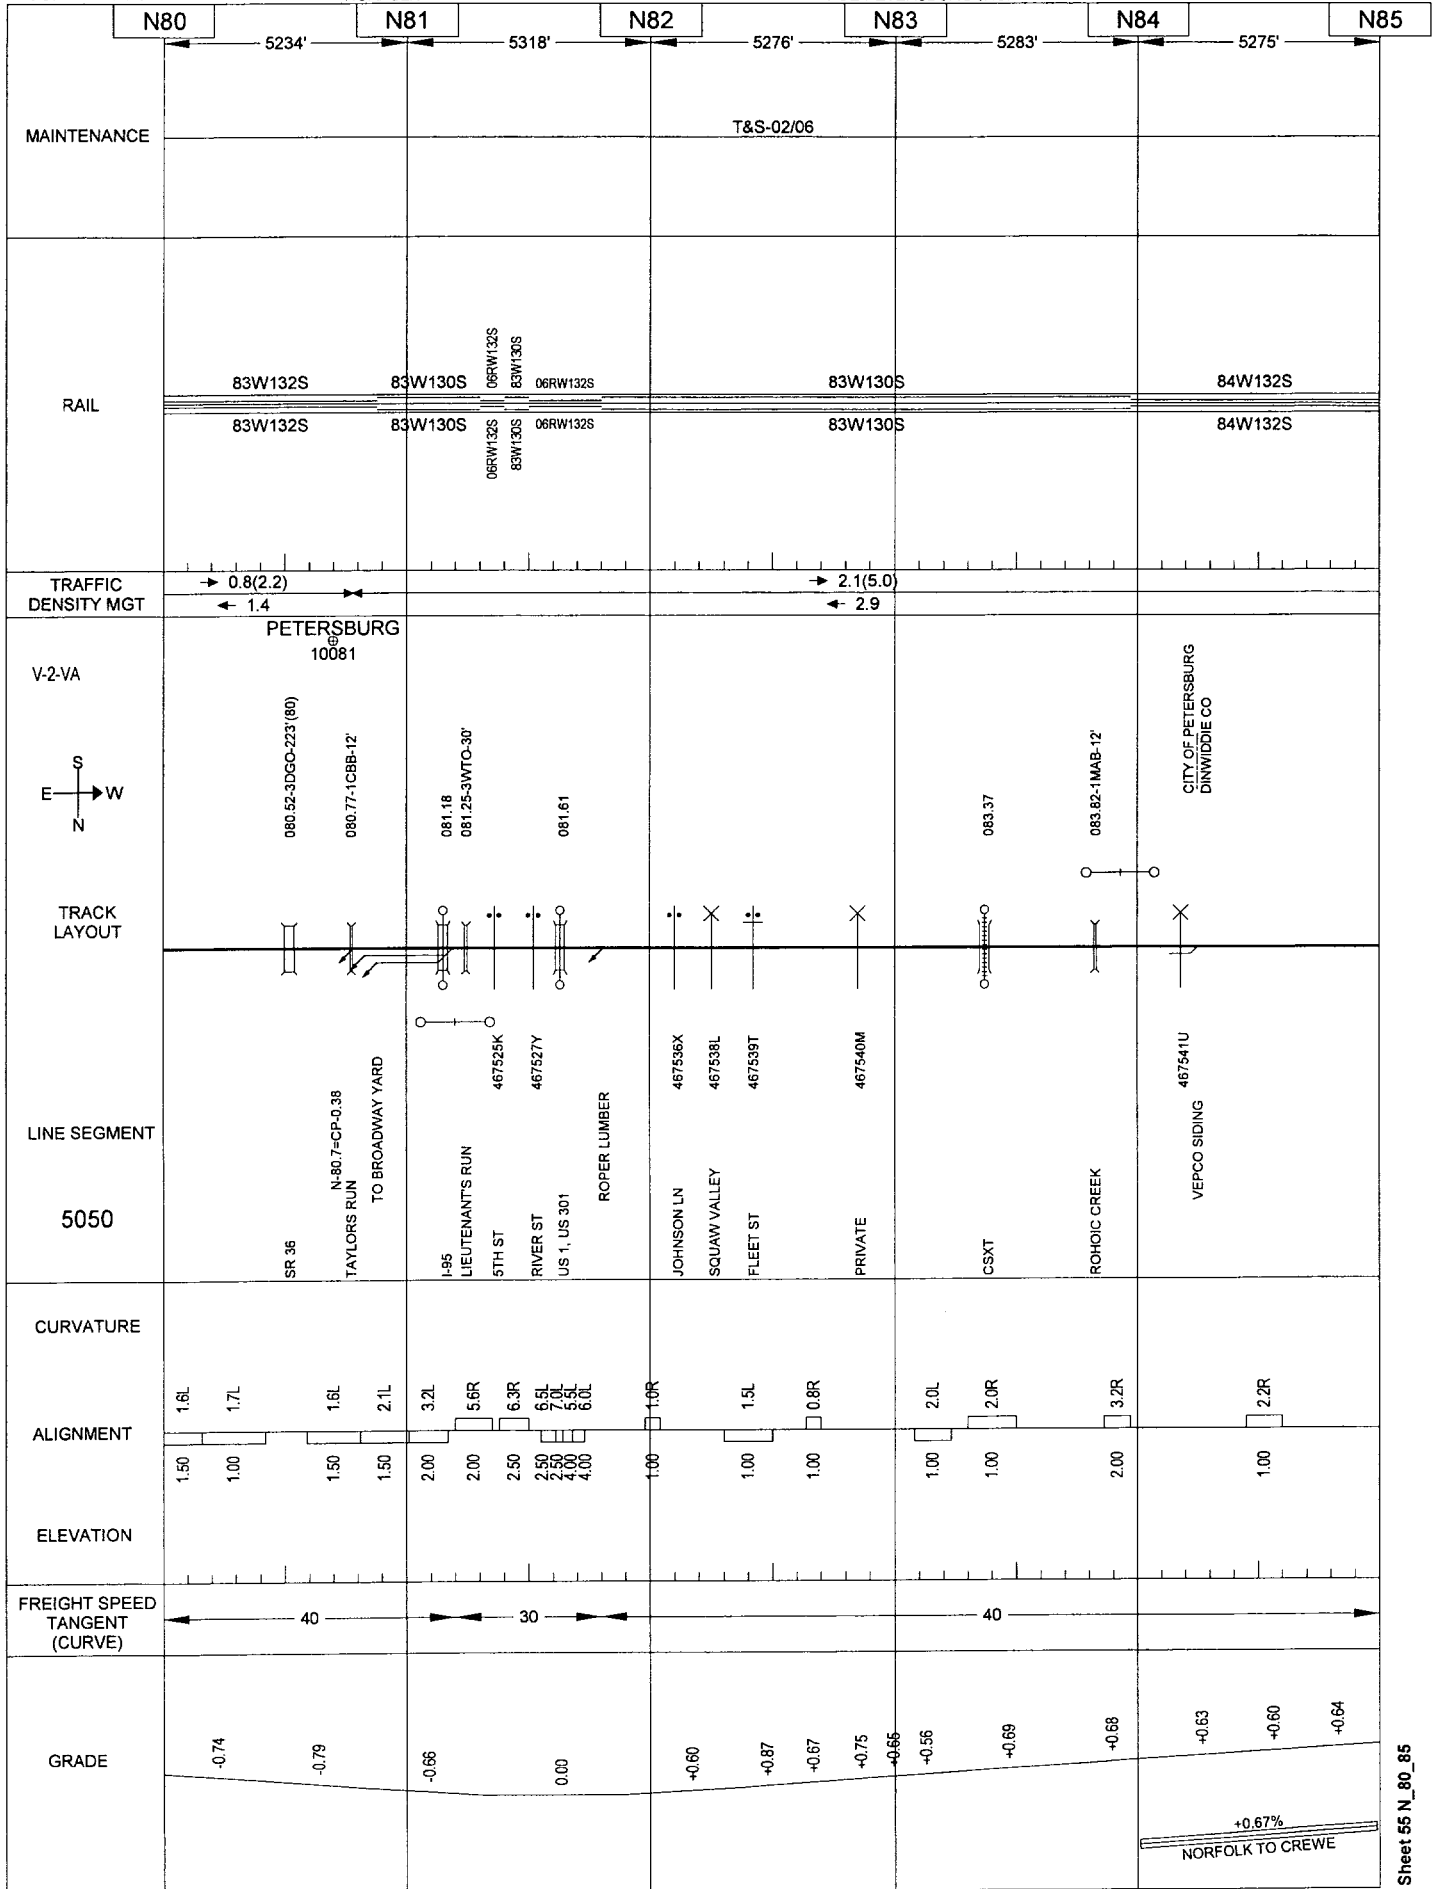 N80
N81
N82
N83
N84
N85
5234'
5318'
5276'
5283'
5275'
MAINTENANCE
T&S-02/06
RAIL
83W132S
83W130S
06RW132S
83W130S
06RW132S
83W130S
84W132S
83W132S
83W130S
06RW132S
83W130S
06RW132S
83W130S
84W132S
TRAFFIC
DENSITY MGT
0.8(2.2)
1.4
2.1(5.0)
2.9
PETERSBURG
10081
V-2-VA
S
E
W
N
080.52-3DGO-223'(80)
080.77-1CBB-12'
081.18
081.25-3WTO-30'
081.61
083.37
083.82-1MAB-12'
CITY OF PETERSBURG
DINWIDDIE CO
TRACK
LAYOUT
LINE SEGMENT
5050
SR 36
N-80.7=CP-0.38
TAYLORS RUN
TO BROADWAY YARD
I-95
LIEUTENANT'S RUN
5TH ST
467525K
RIVER ST
467527Y
US 1, US 301
ROPER LUMBER
JOHNSON LN
467536X
SQUAW VALLEY
467538L
FLEET ST
467539T
PRIVATE
467540M
CSXT
ROHOIC CREEK
467541U
VEPCO SIDING
CURVATURE
1.6L
1.7L
1.6L
2.1L
3.2L
5.6R
6.3R
6.5L
7.0L
5.5L
6.0L
1.0R
1.5L
0.8R
2.0L
2.0R
3.2R
2.2R
ALIGNMENT
1.50
1.00
1.50
1.50
2.00
2.00
2.50
2.50
2.50
4.00
4.00
1.00
1.00
1.00
1.00
1.00
2.00
1.00
ELEVATION
FREIGHT SPEED
TANGENT
(CURVE)
40
30
40
GRADE
-0.74
-0.79
-0.66
0.00
+0.60
+0.87
+0.67
+0.75
+0.65
+0.56
+0.69
+0.68
+0.63
+0.60
+0.64
+0.67%
NORFOLK TO CREWE
Sheet 55 N_80_85